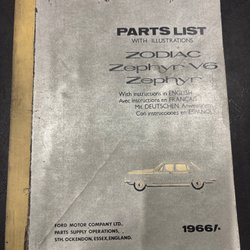 PARTS LIST
WITH ILLUSTRATIONS
ZODIAC
Zephyr-V6
Zephyr
With instructions in ENGLISH
Avec instructions en FRANCAIS
Mit DEUTSCHEN Anweisungen
Con instrucciones en ESPAÑOL
FORD MOTOR COMPANY LTD.,
PARTS SUPPLY OPERATIONS,
STH. OCKENDON, ESSEX, ENGLAND.
1966/-